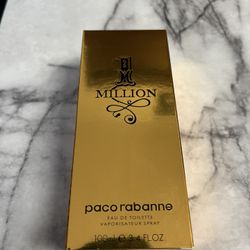 1
MILLION
paco rabanne
EAU DE TOILETTE
VAPORISATEUR SPRAY
100ml ℮ 3.4 FL.OZ.